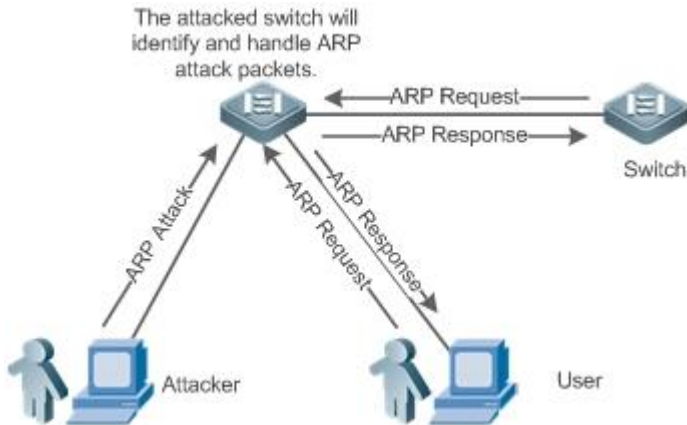 The attacked switch will
identify and handle ARP
attack packets.
ARP Request
ARP Response
Switch
ARP Attack
ARP Request
ARP Response
Attacker
User